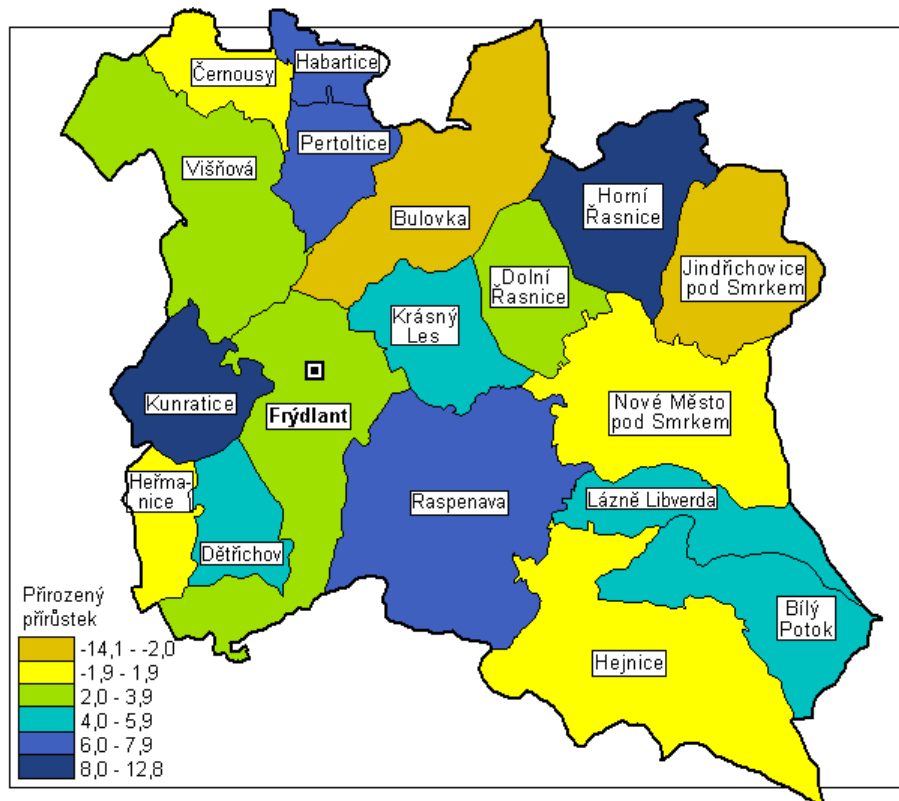 Habartice
Černousy
Pertoltice
Višňová
Horní
Řasnice
Bulovka
Jindřichovice
pod Smrkem
Dolní
Řasnice
Krásný
Les
Kunratice
Frýdlant
Nové Město
pod Smrkem
Heřma-
nice
Raspenava
Lázně Libverda
Dětřichov
Bílý
Potok
Hejnice
Přirozený
přírůstek
-14,1 - -2,0
-1,9 - 1,9
2,0 - 3,9
4,0 - 5,9
6,0 - 7,9
8,0 - 12,8